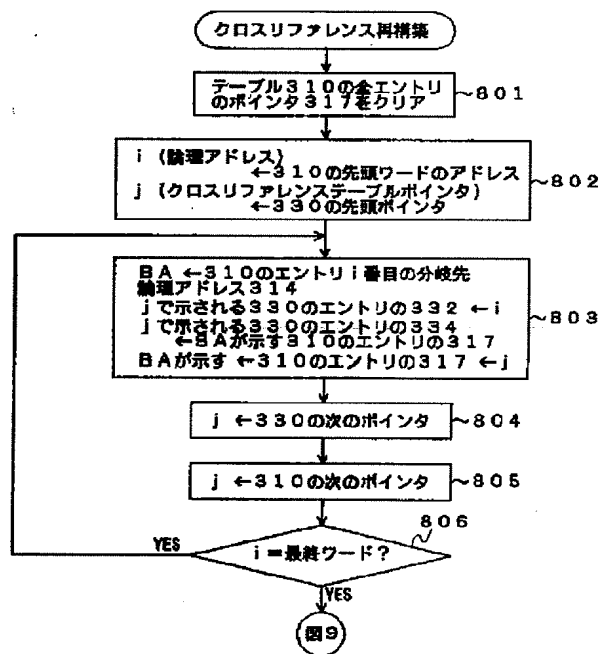 クロスリファレンス再構築
テーブル310の全エントリ
のポインタ317をクリア
~801
i (論理アドレス)
←310の先頭ワードのアドレス
j (クロスリファレンステーブルポインタ)
←330の先頭ポインタ
~802
BA ←310のエントリi番目の分岐先
論理アドレス314
jで示される330のエントリの332 ←i
jで示される330のエントリの334
←BAが示す310のエントリの317
BAが示す ←310のエントリの317 ←j
~803
j ←330の次のポインタ
~804
j ←310の次のポインタ
~805
806
YES
i=最終ワード?
YES
図9